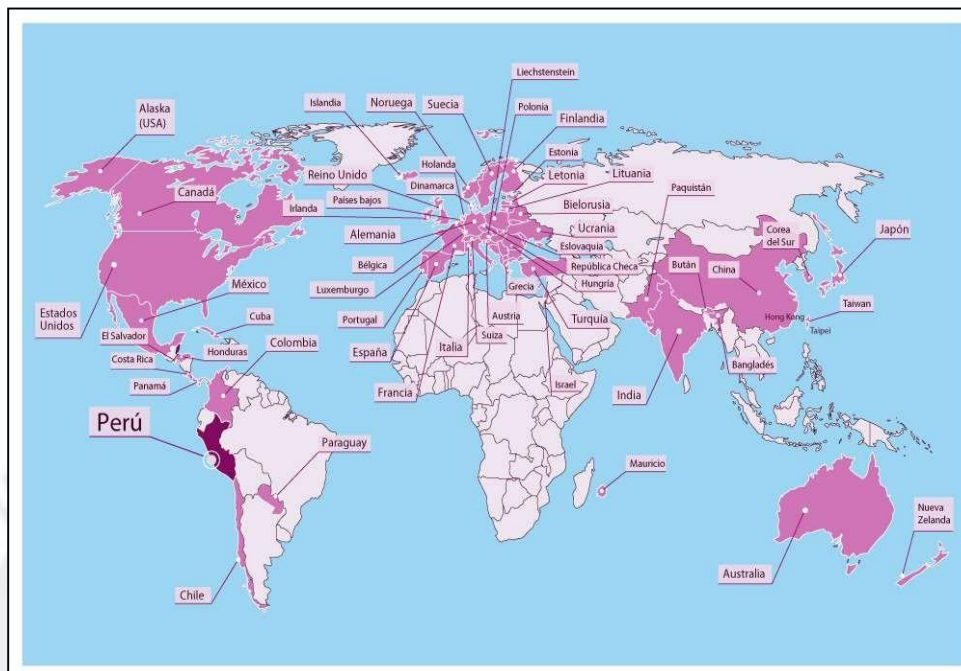 Liechstenstein
Islandia
Noruega
Suecia
Polonia
Alaska
(USA)
Finlandia
Estonia
Holanda
Reino Unido
Dinamarca
Letonia
Lituania
Paquistán
Canadá
Países bajos
Irlanda
Bielorusia
Alemania
Ucrania
Corea
del Sur
Japón
Eslovaquia
Bélgica
República Checa
Bután
China
México
Luxemburgo
Grecia
Hungría
Estados
Unidos
Cuba
Portugal
Austria
Turquía
Hong Kong
Taiwan
Taipei
El Salvador
Honduras
Colombia
España
Italia
Suiza
Costa Rica
Bangladés
Panamá
Francia
Israel
India
Perú
Paraguay
Mauricio
Nueva
Zelanda
Australia
Chile